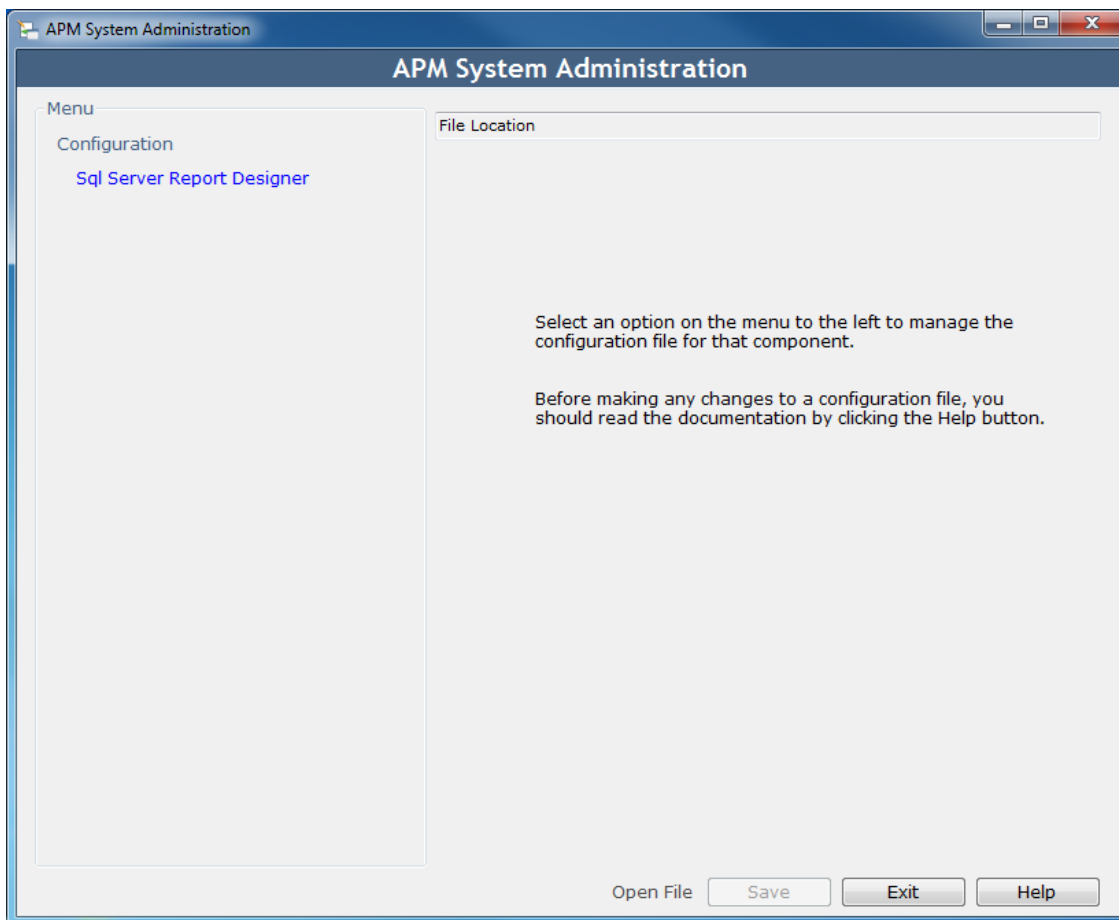 APM System Administration
APM System Administration
Menu
File Location
Configuration
Sql Server Report Designer
Select an option on the menu to the left to manage the
configuration file for that component.
Before making any changes to a configuration file, you
should read the documentation by clicking the Help button.
Open File Save Exit Help